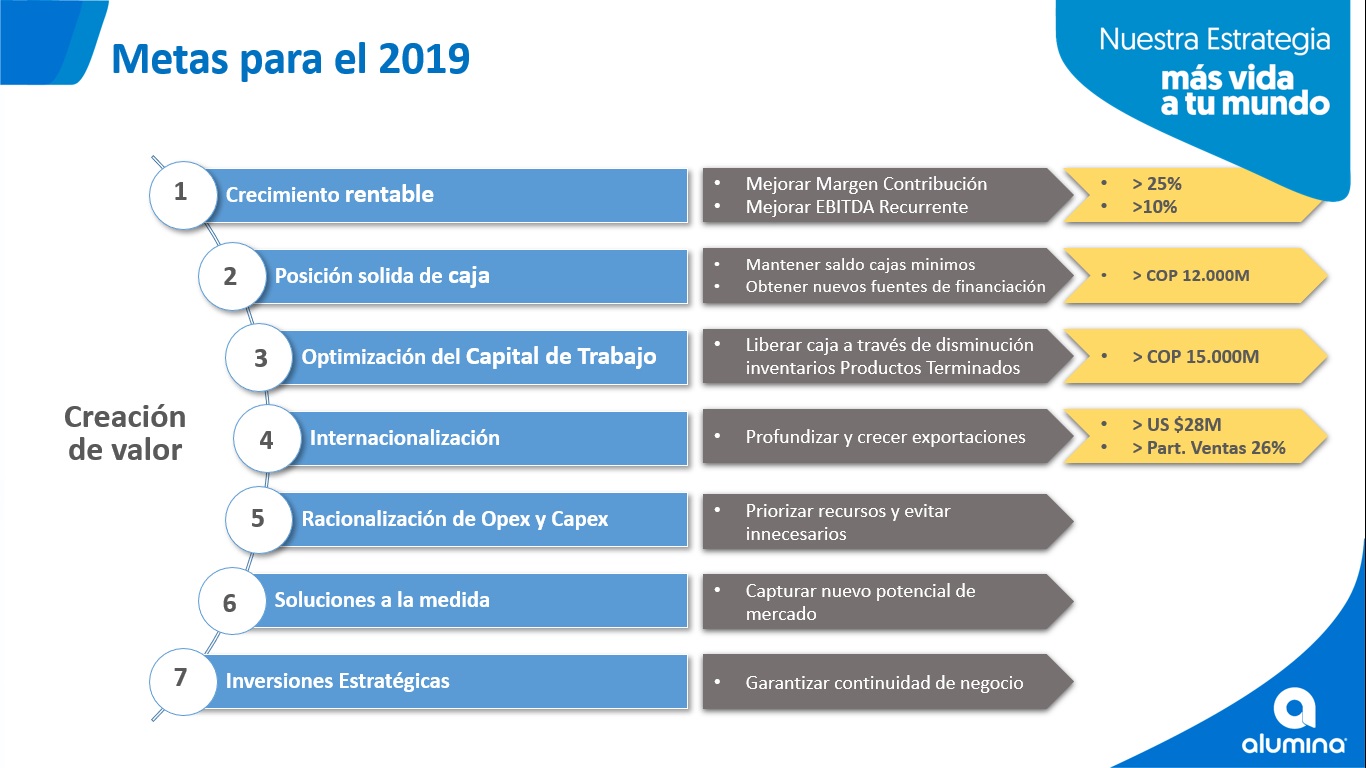 Metas para el 2019
Nuestra Estrategia
más vida
a tu mundo
Creación
de valor
1
Crecimiento rentable
• Mejorar Margen Contribución
• Mejorar EBITDA Recurrente
• > 25%
• >10%
2
Posición solida de caja
• Mantener saldo cajas minimos
• Obtener nuevos fuentes de financiación
• > COP 12.000M
3
Optimización del Capital de Trabajo
• Liberar caja a través de disminución
inventarios Productos Terminados
• > COP 15.000M
4
Internacionalización
• Profundizar y crecer exportaciones
• > US $28M
• > Part. Ventas 26%
5
Racionalización de Opex y Capex
• Priorizar recursos y evitar
innecesarios
6
Soluciones a la medida
• Capturar nuevo potencial de
mercado
7
Inversiones Estratégicas
• Garantizar continuidad de negocio
alumina